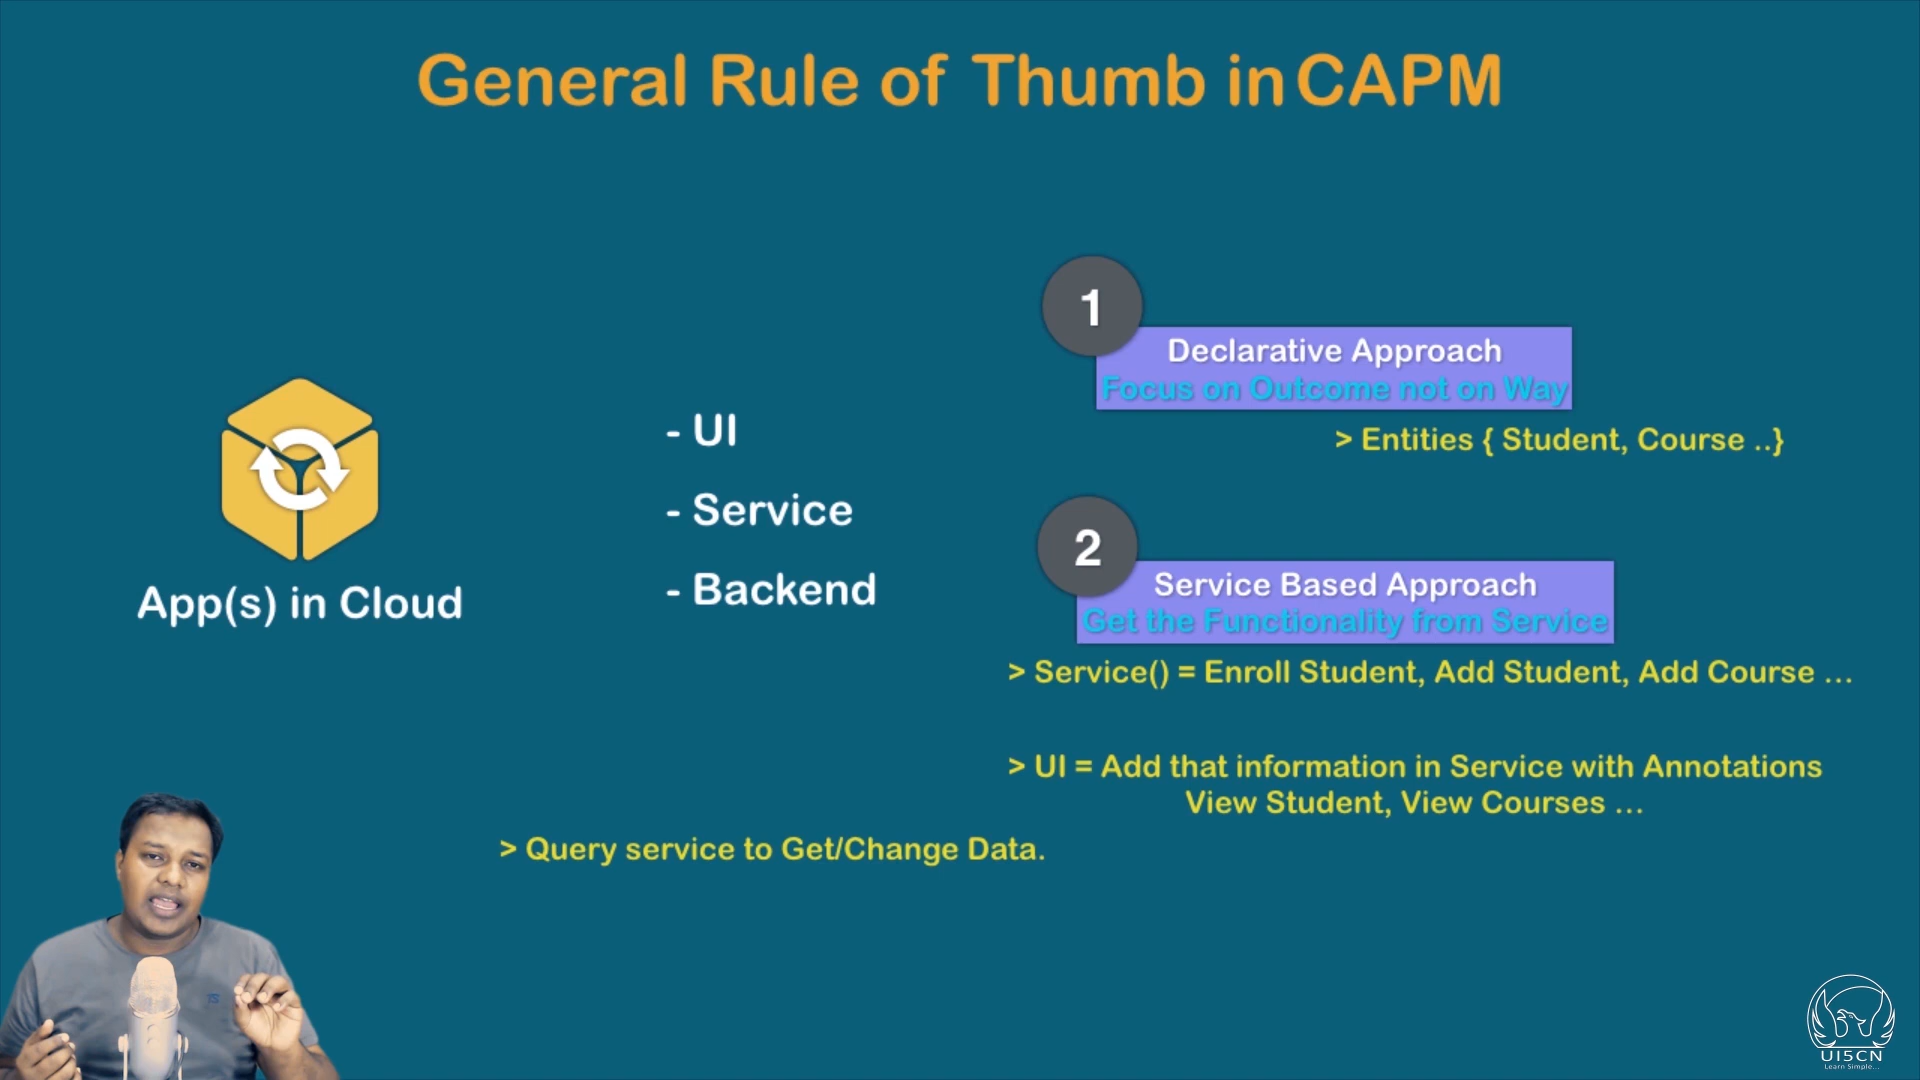 General Rule of Thumb in CAPM
App(s) in Cloud
- UI
- Service
- Backend
1
Declarative Approach
Focus on Outcome not on Way
> Entities { Student, Course ..}
2
Service Based Approach
Get the Functionality from Service
> Service() = Enroll Student, Add Student, Add Course ...
> UI = Add that information in Service with Annotations
View Student, View Courses ...
> Query service to Get/Change Data.
TS
UI5CN
Learn Simple...